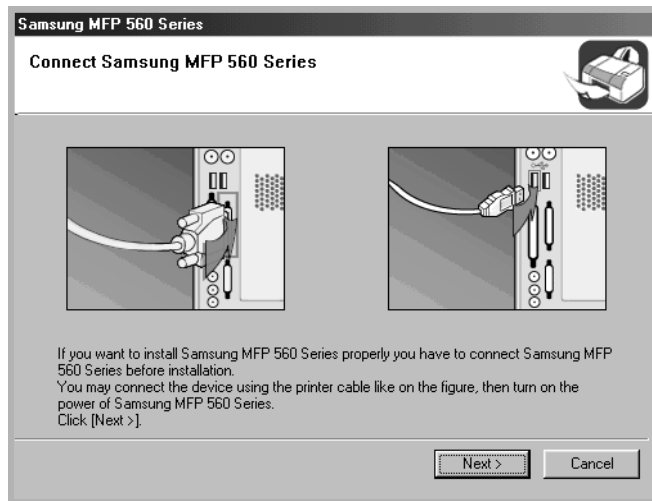 Samsung MFP 560 Series
Connect Samsung MFP 560 Series
If you want to install Samsung MFP 560 Series properly you have to connect Samsung MFP
560 Series before installation.
You may connect the device using the printer cable like on the figure, then turn on the
power of Samsung MFP 560 Series.
Click [Next >].
Next >
Cancel